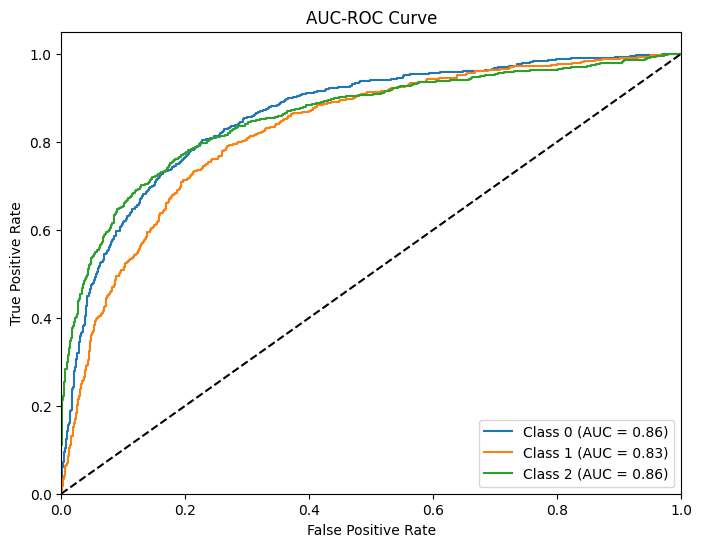 AUC-ROC Curve
True Positive Rate
1.0
0.8
0.6
0.4
0.2
0.0
Class 0 (AUC = 0.86)
Class 1 (AUC = 0.83)
Class 2 (AUC = 0.86)
0.0 0.2 0.4 0.6 0.8 1.0
False Positive Rate